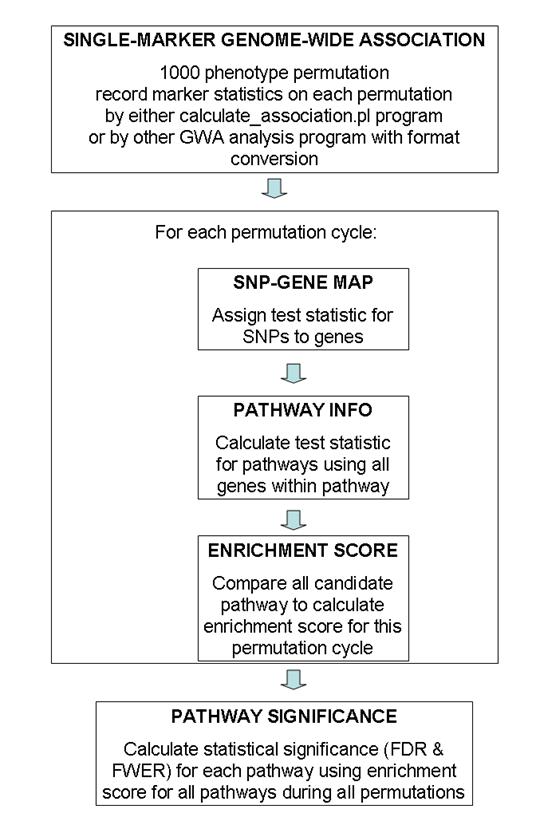 SINGLE-MARKER GENOME-WIDE ASSOCIATION
1000 phenotype permutation
record marker statistics on each permutation
by either calculate_association.pl program
or by other GWA analysis program with format
conversion
For each permutation cycle:
SNP-GENE MAP
Assign test statistic for
SNPs to genes
PATHWAY INFO
Calculate test statistic
for pathways using all
genes within pathway
ENRICHMENT SCORE
Compare all candidate
pathway to calculate
enrichment score for this
permutation cycle
PATHWAY SIGNIFICANCE
Calculate statistical significance (FDR &
FWER) for each pathway using enrichment
score for all pathways during all permutations